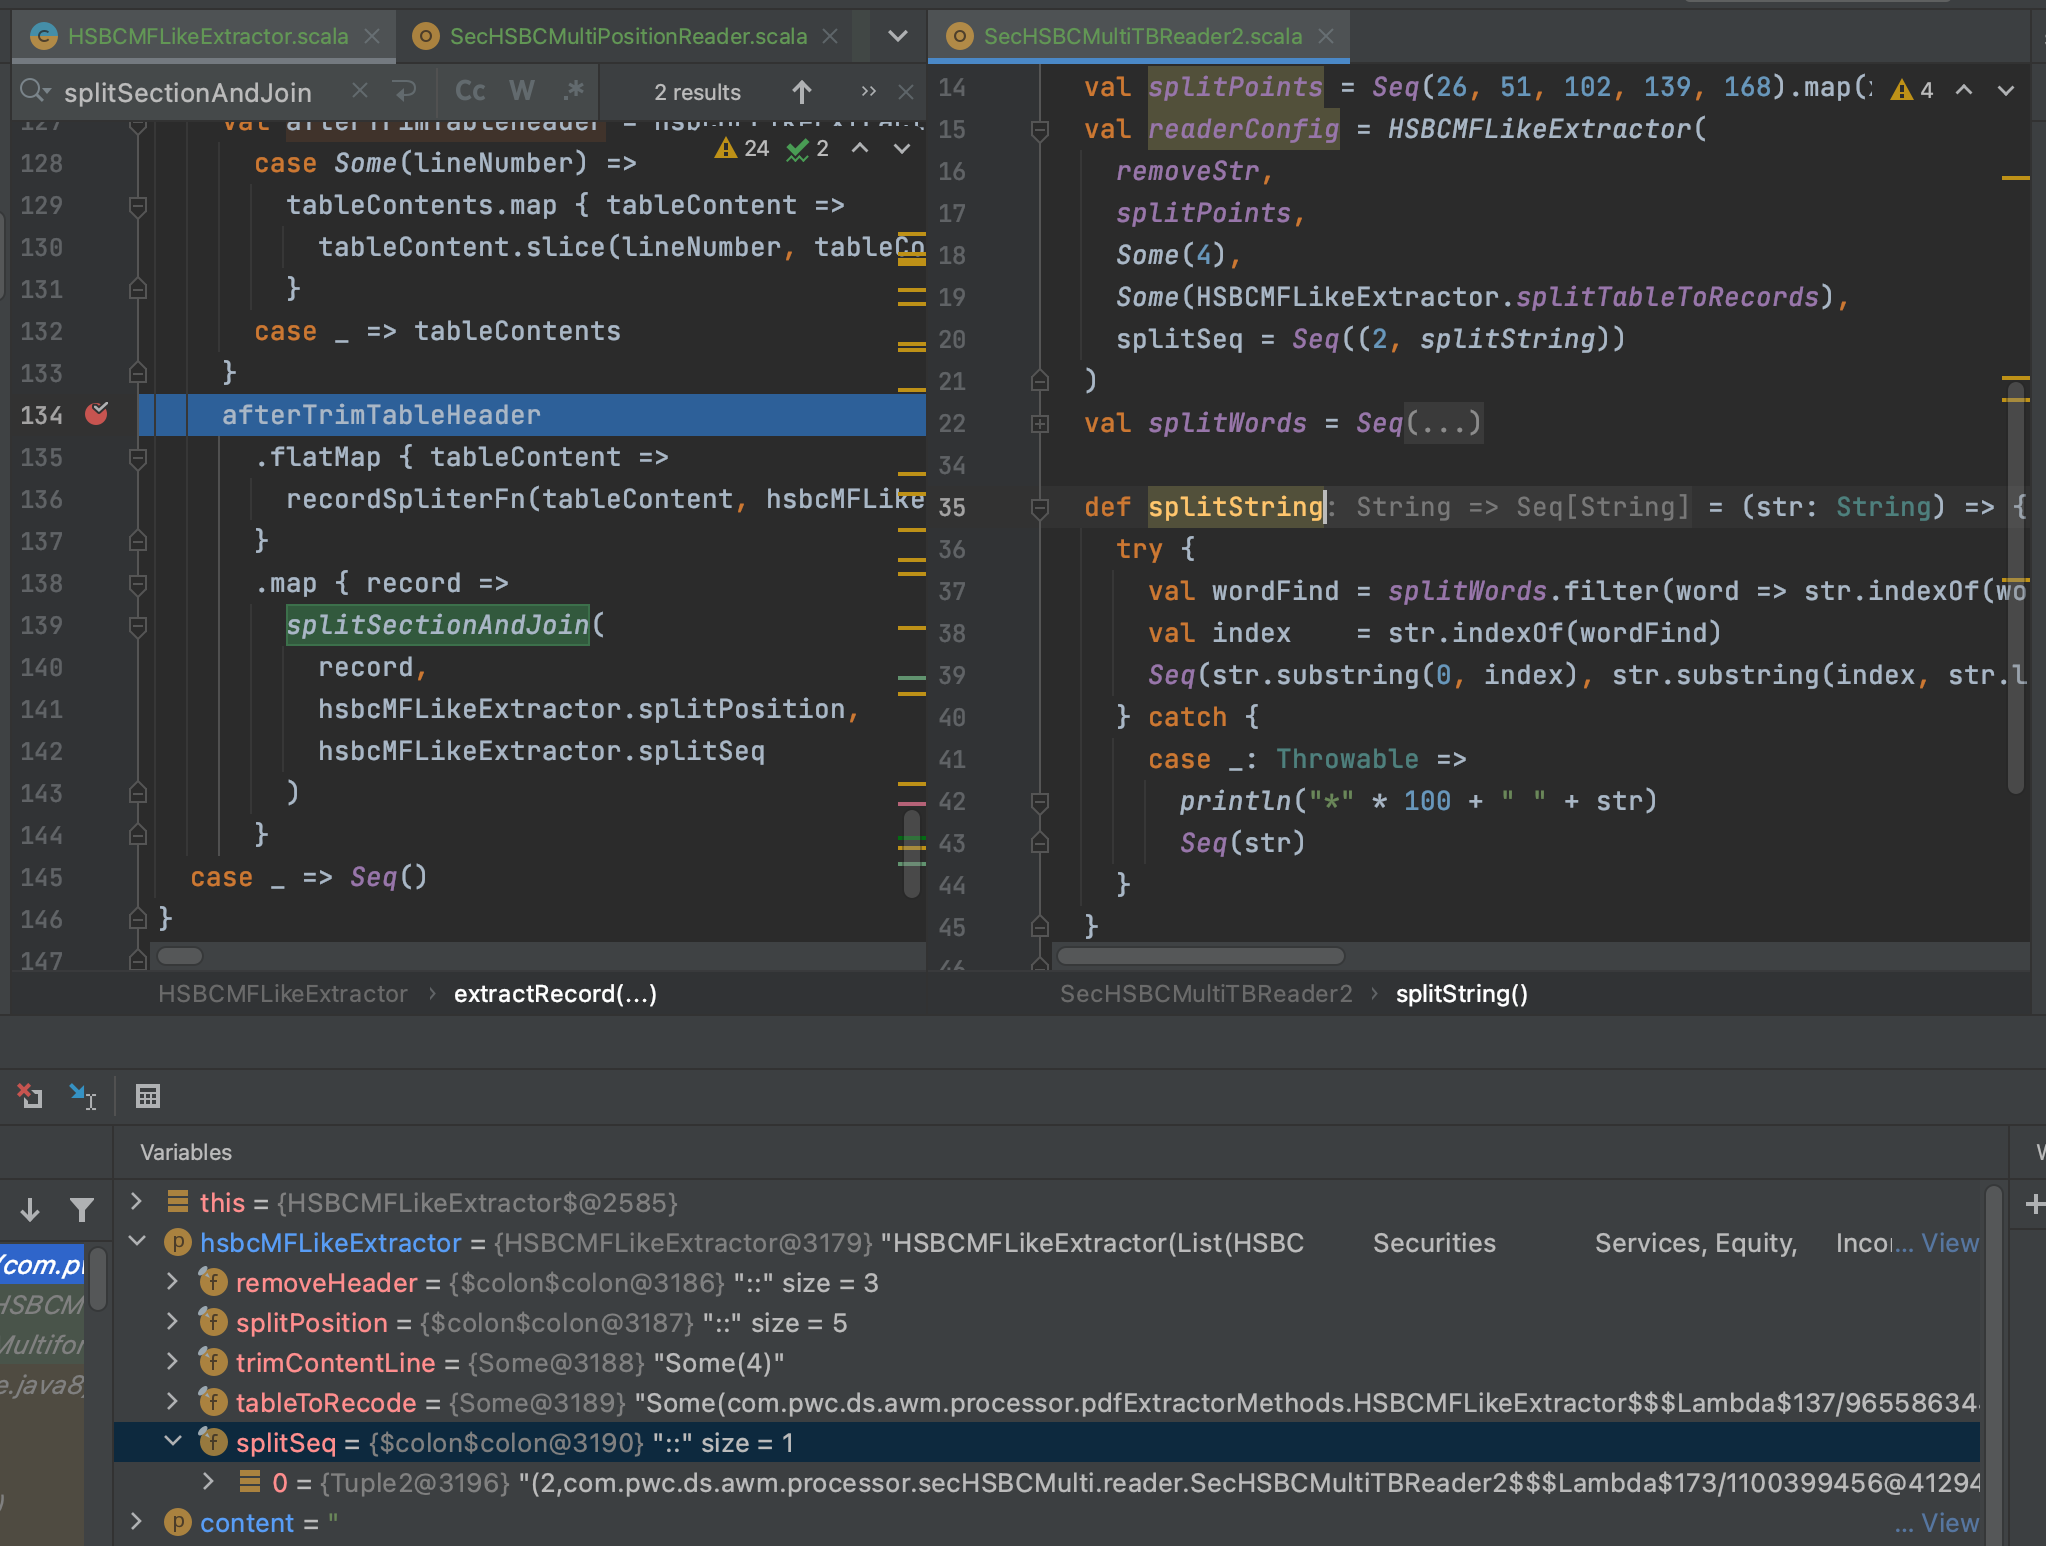 HSBCMFLikeExtractor.scala
SecHSBCMultiPositionReader.scala
splitSectionAndJoin
Cc W .*
2 results
24 2
127 val afterTrimTableHeader
128 case Some(lineNumber) =>
129 tableContents.map { tableContent =>
130 tableContent.slice(lineNumber, tableCo
131 }
132 case _ => tableContents
133 }
134 afterTrimTableHeader
135 .flatMap { tableContent =>
136 recordSpliterFn(tableContent, hsbcMFLike
137 }
138 .map { record =>
139 splitSectionAndJoin(
140 record,
141 hsbcMFLikeExtractor.splitPosition,
142 hsbcMFLikeExtractor.splitSeq
143 )
144 }
145 case _ => Seq()
146 }
147
HSBCMFLikeExtractor › extractRecord(...)
SecHSBCMultiTBReader2.scala
4
14 val splitPoints = Seq(26, 51, 102, 139, 168).map(
15 val readerConfig = HSBCMFLikeExtractor(
16 removeStr,
17 splitPoints,
18 Some(4),
19 Some(HSBCMFLikeExtractor.splitTableToRecords),
20 splitSeq = Seq((2, splitString))
21 )
22 val splitWords = Seq(...)
34
35 def splitString: String => Seq[String] = (str: String) => {
36 try {
37 val wordFind = splitWords.filter(word => str.indexOf(wo
38 val index = str.indexOf(wordFind)
39 Seq(str.substring(0, index), str.substring(index, str.l
40 } catch {
41 case _: Throwable =>
42 println("*" * 100 + " " + str)
43 Seq(str)
44 }
45 }
46
SecHSBCMultiTBReader2 › splitString()
Variables
this = {HSBCMFLikeExtractor$@2585}
hsbcMFLikeExtractor = {HSBCMFLikeExtractor@3179} "HSBCMFLikeExtractor(List(HSBC Securities Services, Equity, Inco... View
removeHeader = {$colon$colon@3186} "::" size = 3
splitPosition = {$colon$colon@3187} "::" size = 5
trimContentLine = {Some@3188} "Some(4)"
tableToRecode = {Some@3189} "Some(com.pwc.ds.awm.processor.pdfExtractorMethods.HSBCMFLikeExtractor$$$Lambda$137/96558634
splitSeq = {$colon$colon@3190} "::" size = 1
0 = {Tuple2@3196} "(2,com.pwc.ds.awm.processor.secHSBCMulti.reader.SecHSBCMultiTBReader2$$$Lambda$173/1100399456@41294
content = " ... View
(com.p
HSBCM
Multifor
e.java8